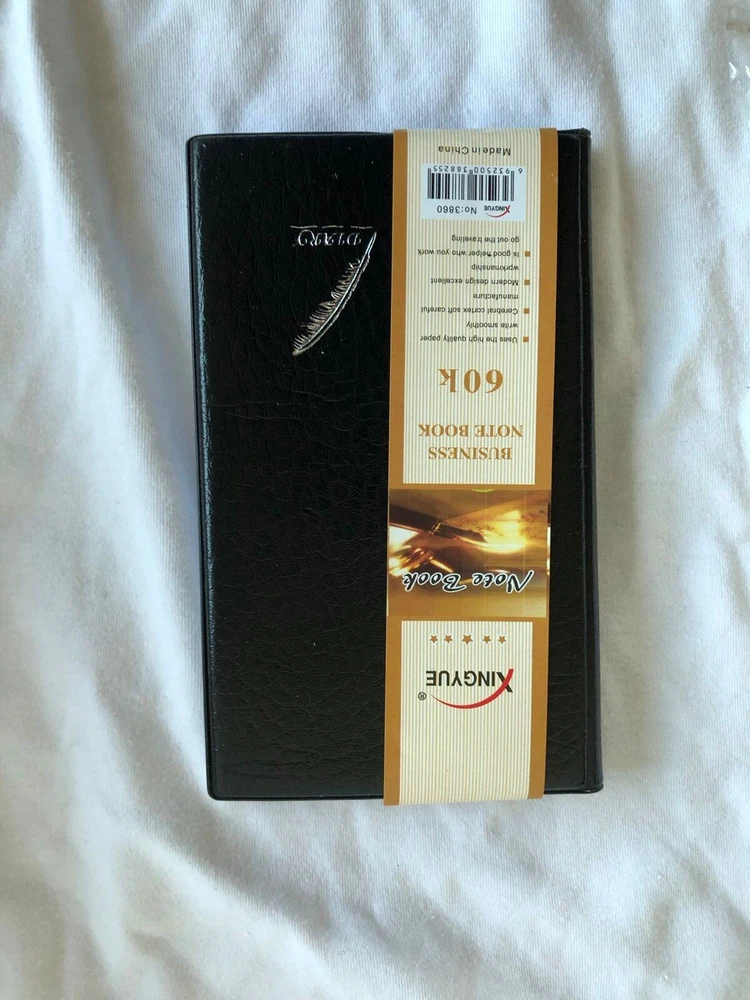 XINGYUE®
Note Book
BUSINESS
NOTE BOOK
60k
Uses the high quality paper
write smoothly
Cerebral cortex soft careful
manufacture
Modern design excellent
workmanship
Is good helper who you work
go out the traveling
XINGYUE No:3860
6 932500 388255
Made in China
DIARY